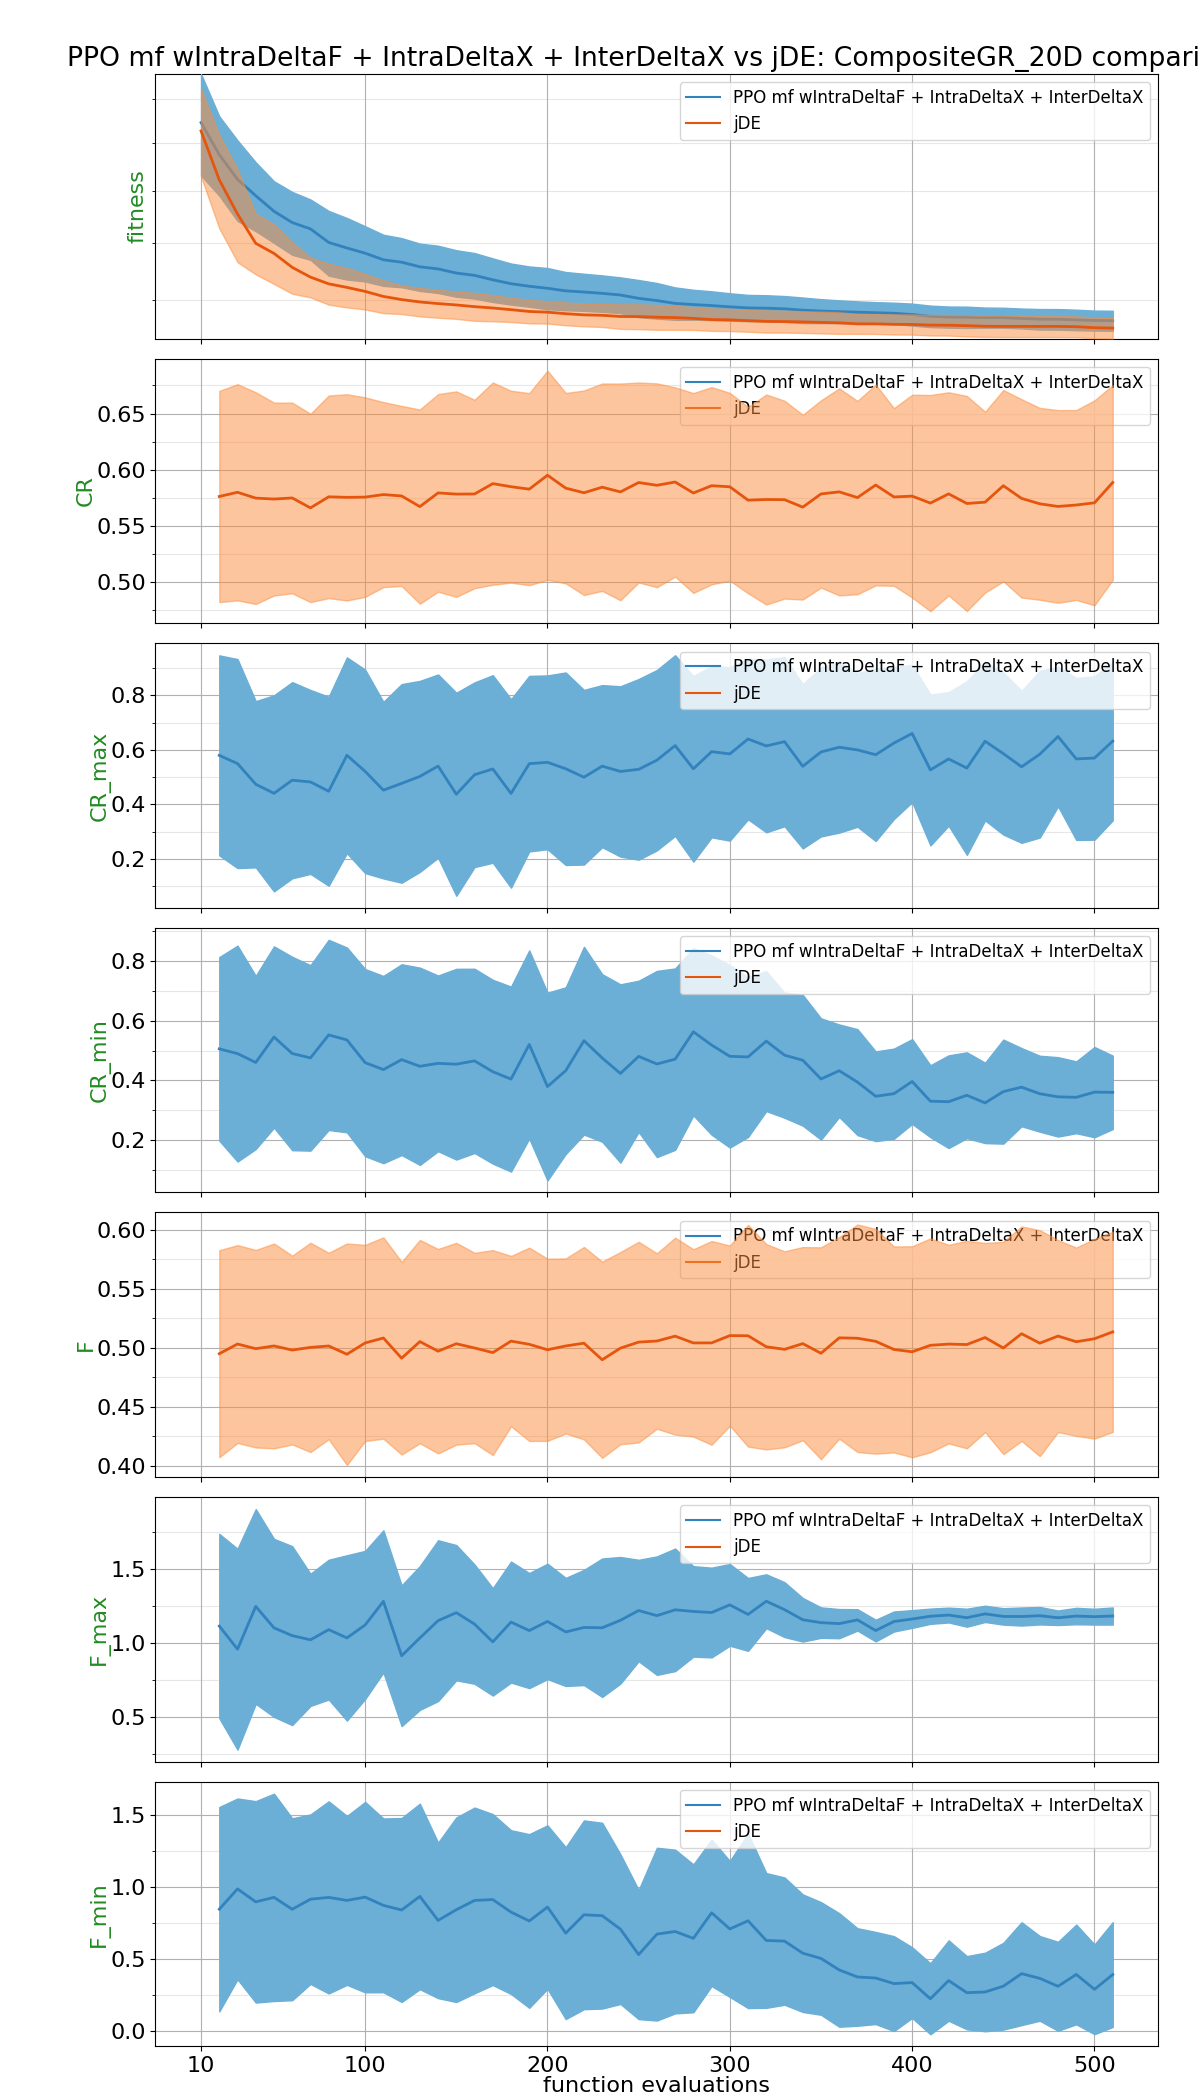 PPO mf wIntraDeltaF + IntraDeltaX + InterDeltaX vs jDE: CompositeGR_20D compari
PPO mf wIntraDeltaF + IntraDeltaX + InterDeltaX
jDE
fitness
PPO mf wIntraDeltaF + IntraDeltaX + InterDeltaX
jDE
0.65
0.60
0.55
0.50
CR
PPO mf wIntraDeltaF + IntraDeltaX + InterDeltaX
jDE
0.8
0.6
0.4
0.2
CR_max
PPO mf wIntraDeltaF + IntraDeltaX + InterDeltaX
jDE
0.8
0.6
0.4
0.2
CR_min
PPO mf wIntraDeltaF + IntraDeltaX + InterDeltaX
jDE
0.60
0.55
0.50
0.45
0.40
F
PPO mf wIntraDeltaF + IntraDeltaX + InterDeltaX
jDE
1.5
1.0
0.5
F_max
PPO mf wIntraDeltaF + IntraDeltaX + InterDeltaX
jDE
1.5
1.0
0.5
0.0
F_min
10 100 200 300 400 500
function evaluations